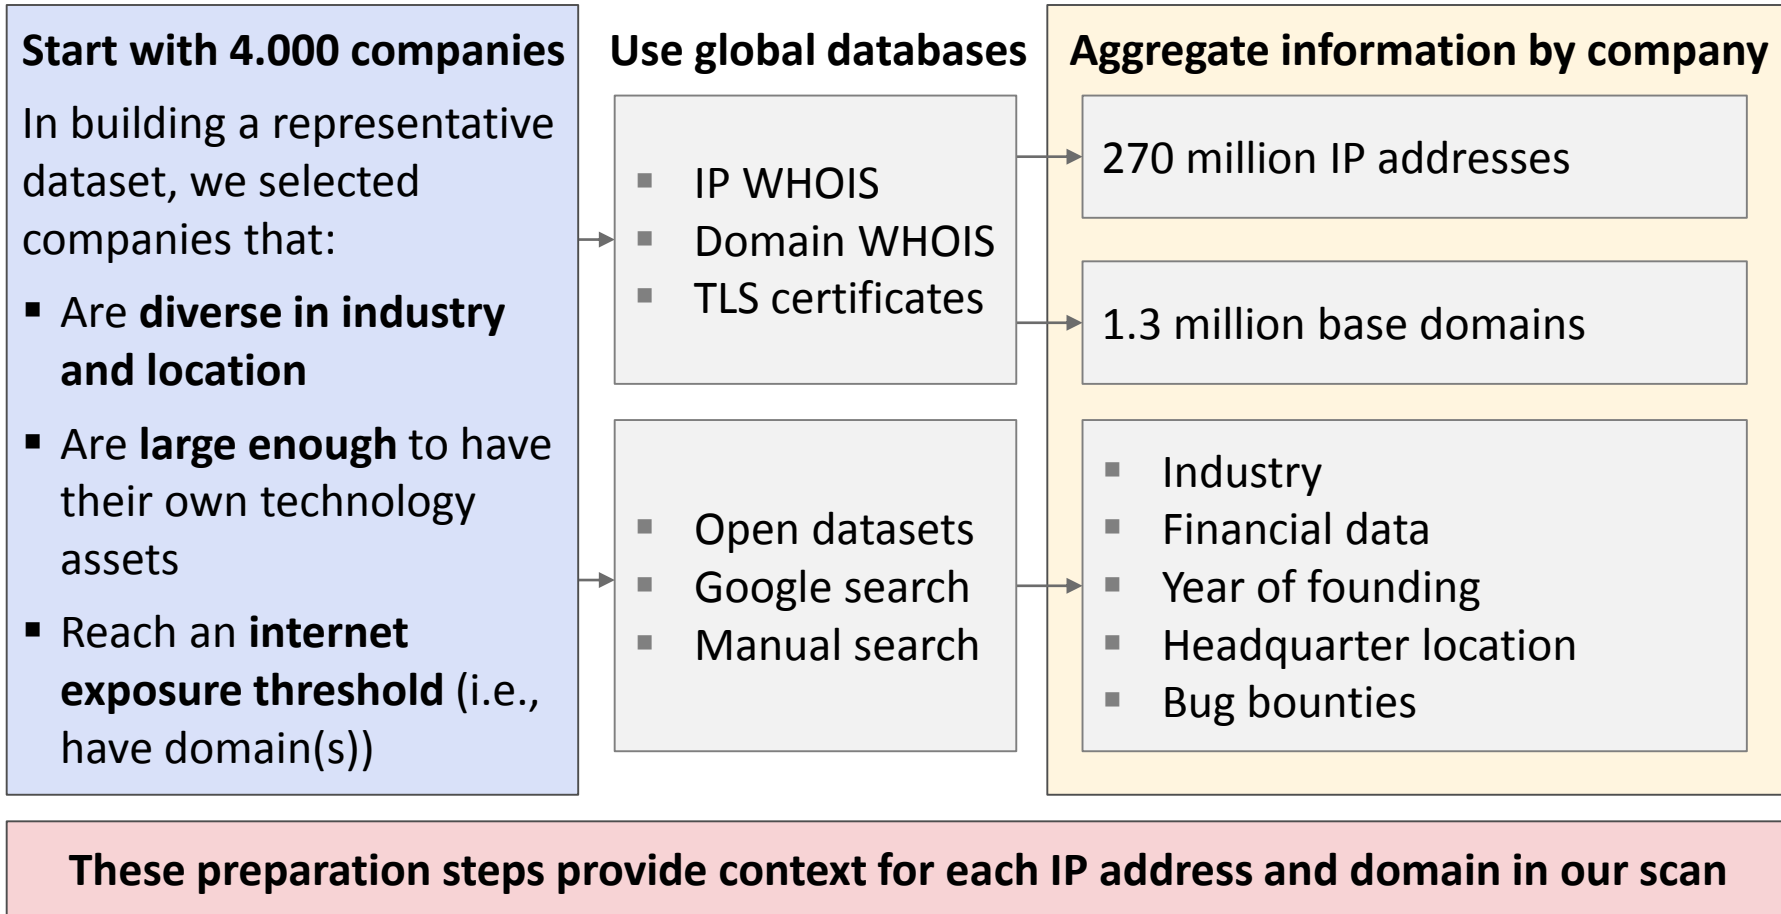 Start with 4.000 companies
In building a representative
dataset, we selected
companies that:
▪ Are diverse in industry
and location
▪ Are large enough to have
their own technology
assets
▪ Reach an internet
exposure threshold (i.e.,
have domain(s))
Use global databases
▪ IP WHOIS
▪ Domain WHOIS
▪ TLS certificates
▪ Open datasets
▪ Google search
▪ Manual search
Aggregate information by company
270 million IP addresses
1.3 million base domains
▪ Industry
▪ Financial data
▪ Year of founding
▪ Headquarter location
▪ Bug bounties
These preparation steps provide context for each IP address and domain in our scan